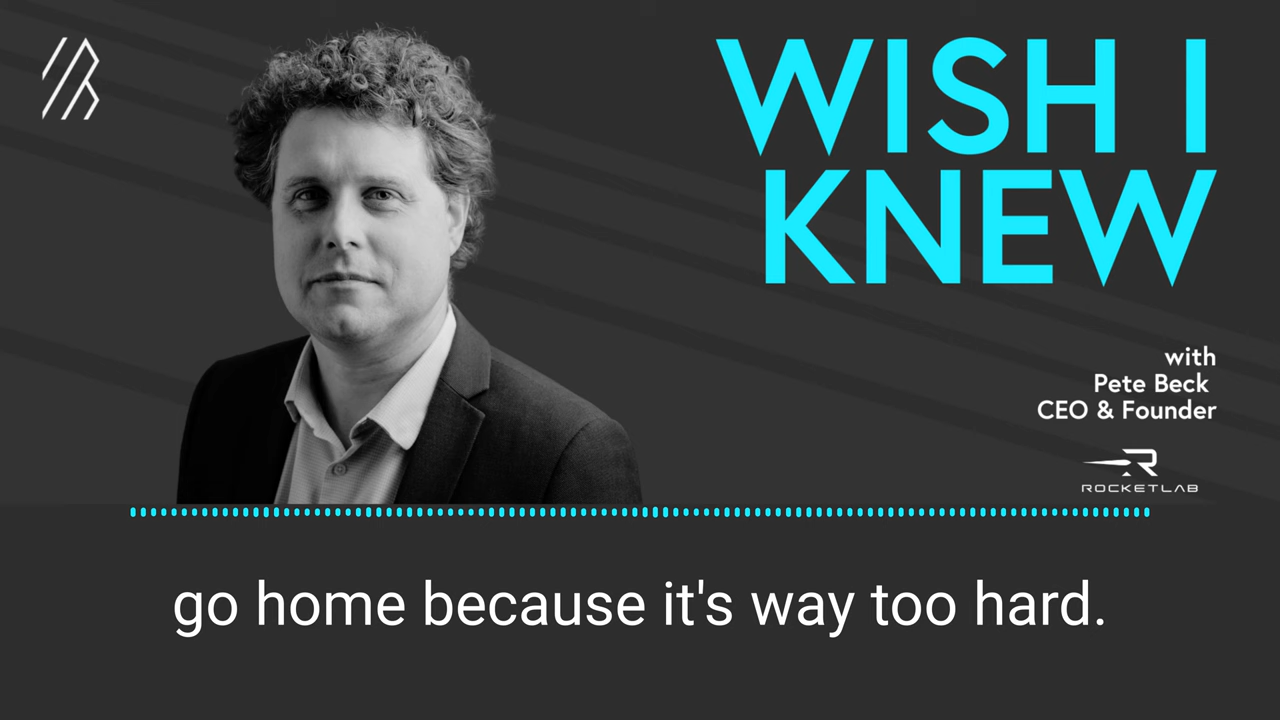 WISH I
KNEW
with
Pete Beck
CEO & Founder
ROCKETLAB
go home because it's way too hard.